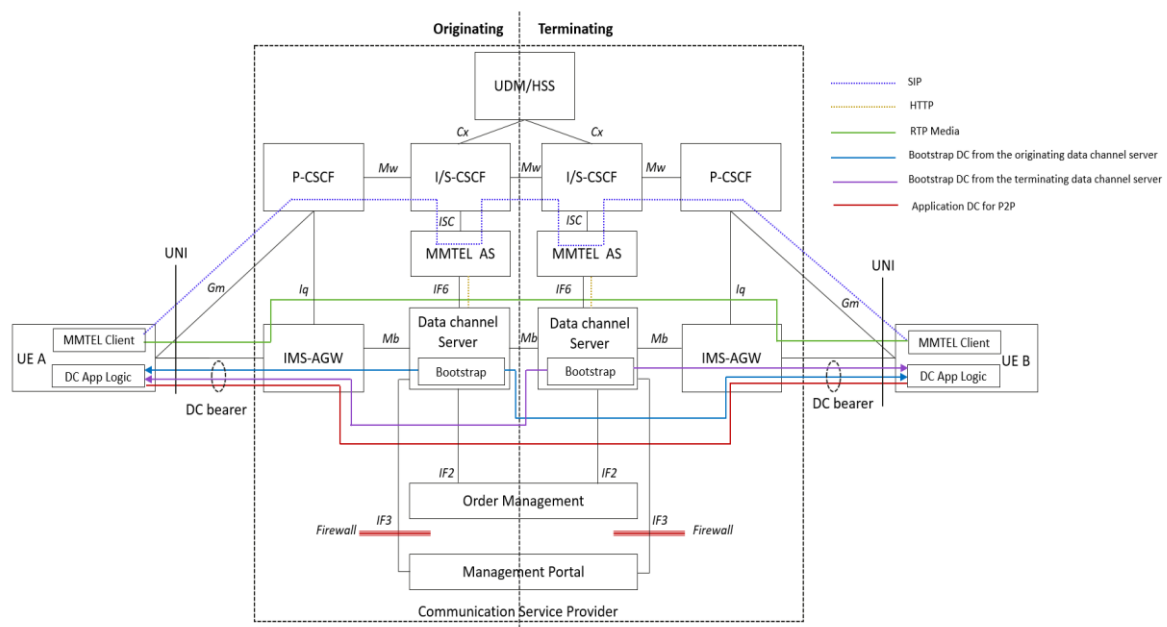 Originating
Terminating
UDM/HSS
SIP
HTTP
RTP Media
Bootstrap DC from the originating data channel server
Bootstrap DC from the terminating data channel server
Application DC for P2P
Cx
Cx
P-CSCF
Mw
I/S-CSCF
Mw
I/S-CSCF
Mw
P-CSCF
ISC
ISC
MMTEL AS
MMTEL AS
UNI
UNI
Gm
Iq
IF6
IF6
Iq
Gm
MMTEL Client
UE A
DC App Logic
IMS-AGW
Mb
Data channel
Server
Bootstrap
Mb
Data channel
Server
Bootstrap
Mb
IMS-AGW
MMTEL Client
UE B
DC App Logic
DC bearer
DC bearer
IF2
IF2
Order Management
Firewall
IF3
IF3
Firewall
Management Portal
Communication Service Provider